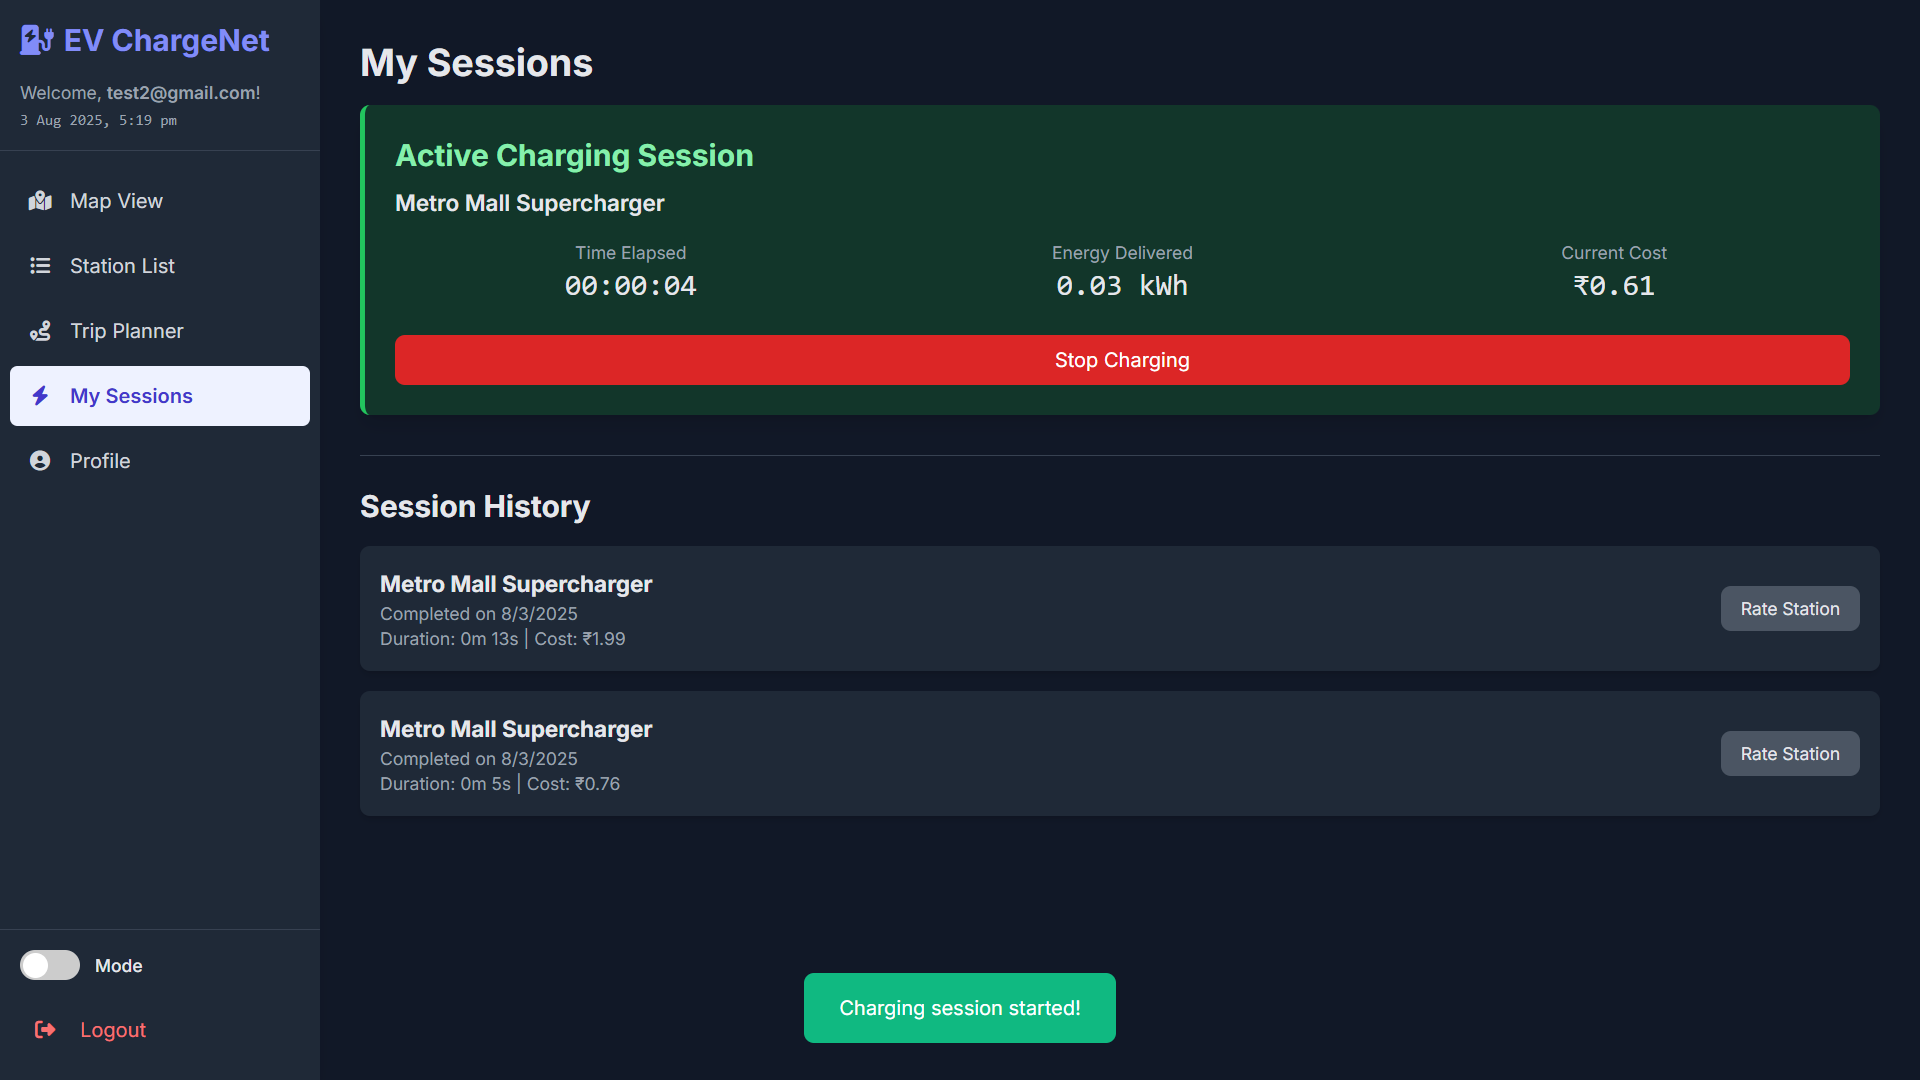 EV ChargeNet
Welcome, test2@gmail.com!
3 Aug 2025, 5:19 pm
Map View
Station List
Trip Planner
My Sessions
Profile
Mode
Logout
My Sessions
Active Charging Session
Metro Mall Supercharger
Time Elapsed
00:00:04
Energy Delivered
0.03 kWh
Current Cost
₹0.61
Stop Charging
Session History
Metro Mall Supercharger
Completed on 8/3/2025
Duration: 0m 13s | Cost: ₹1.99
Rate Station
Metro Mall Supercharger
Completed on 8/3/2025
Duration: 0m 5s | Cost: ₹0.76
Rate Station
Charging session started!